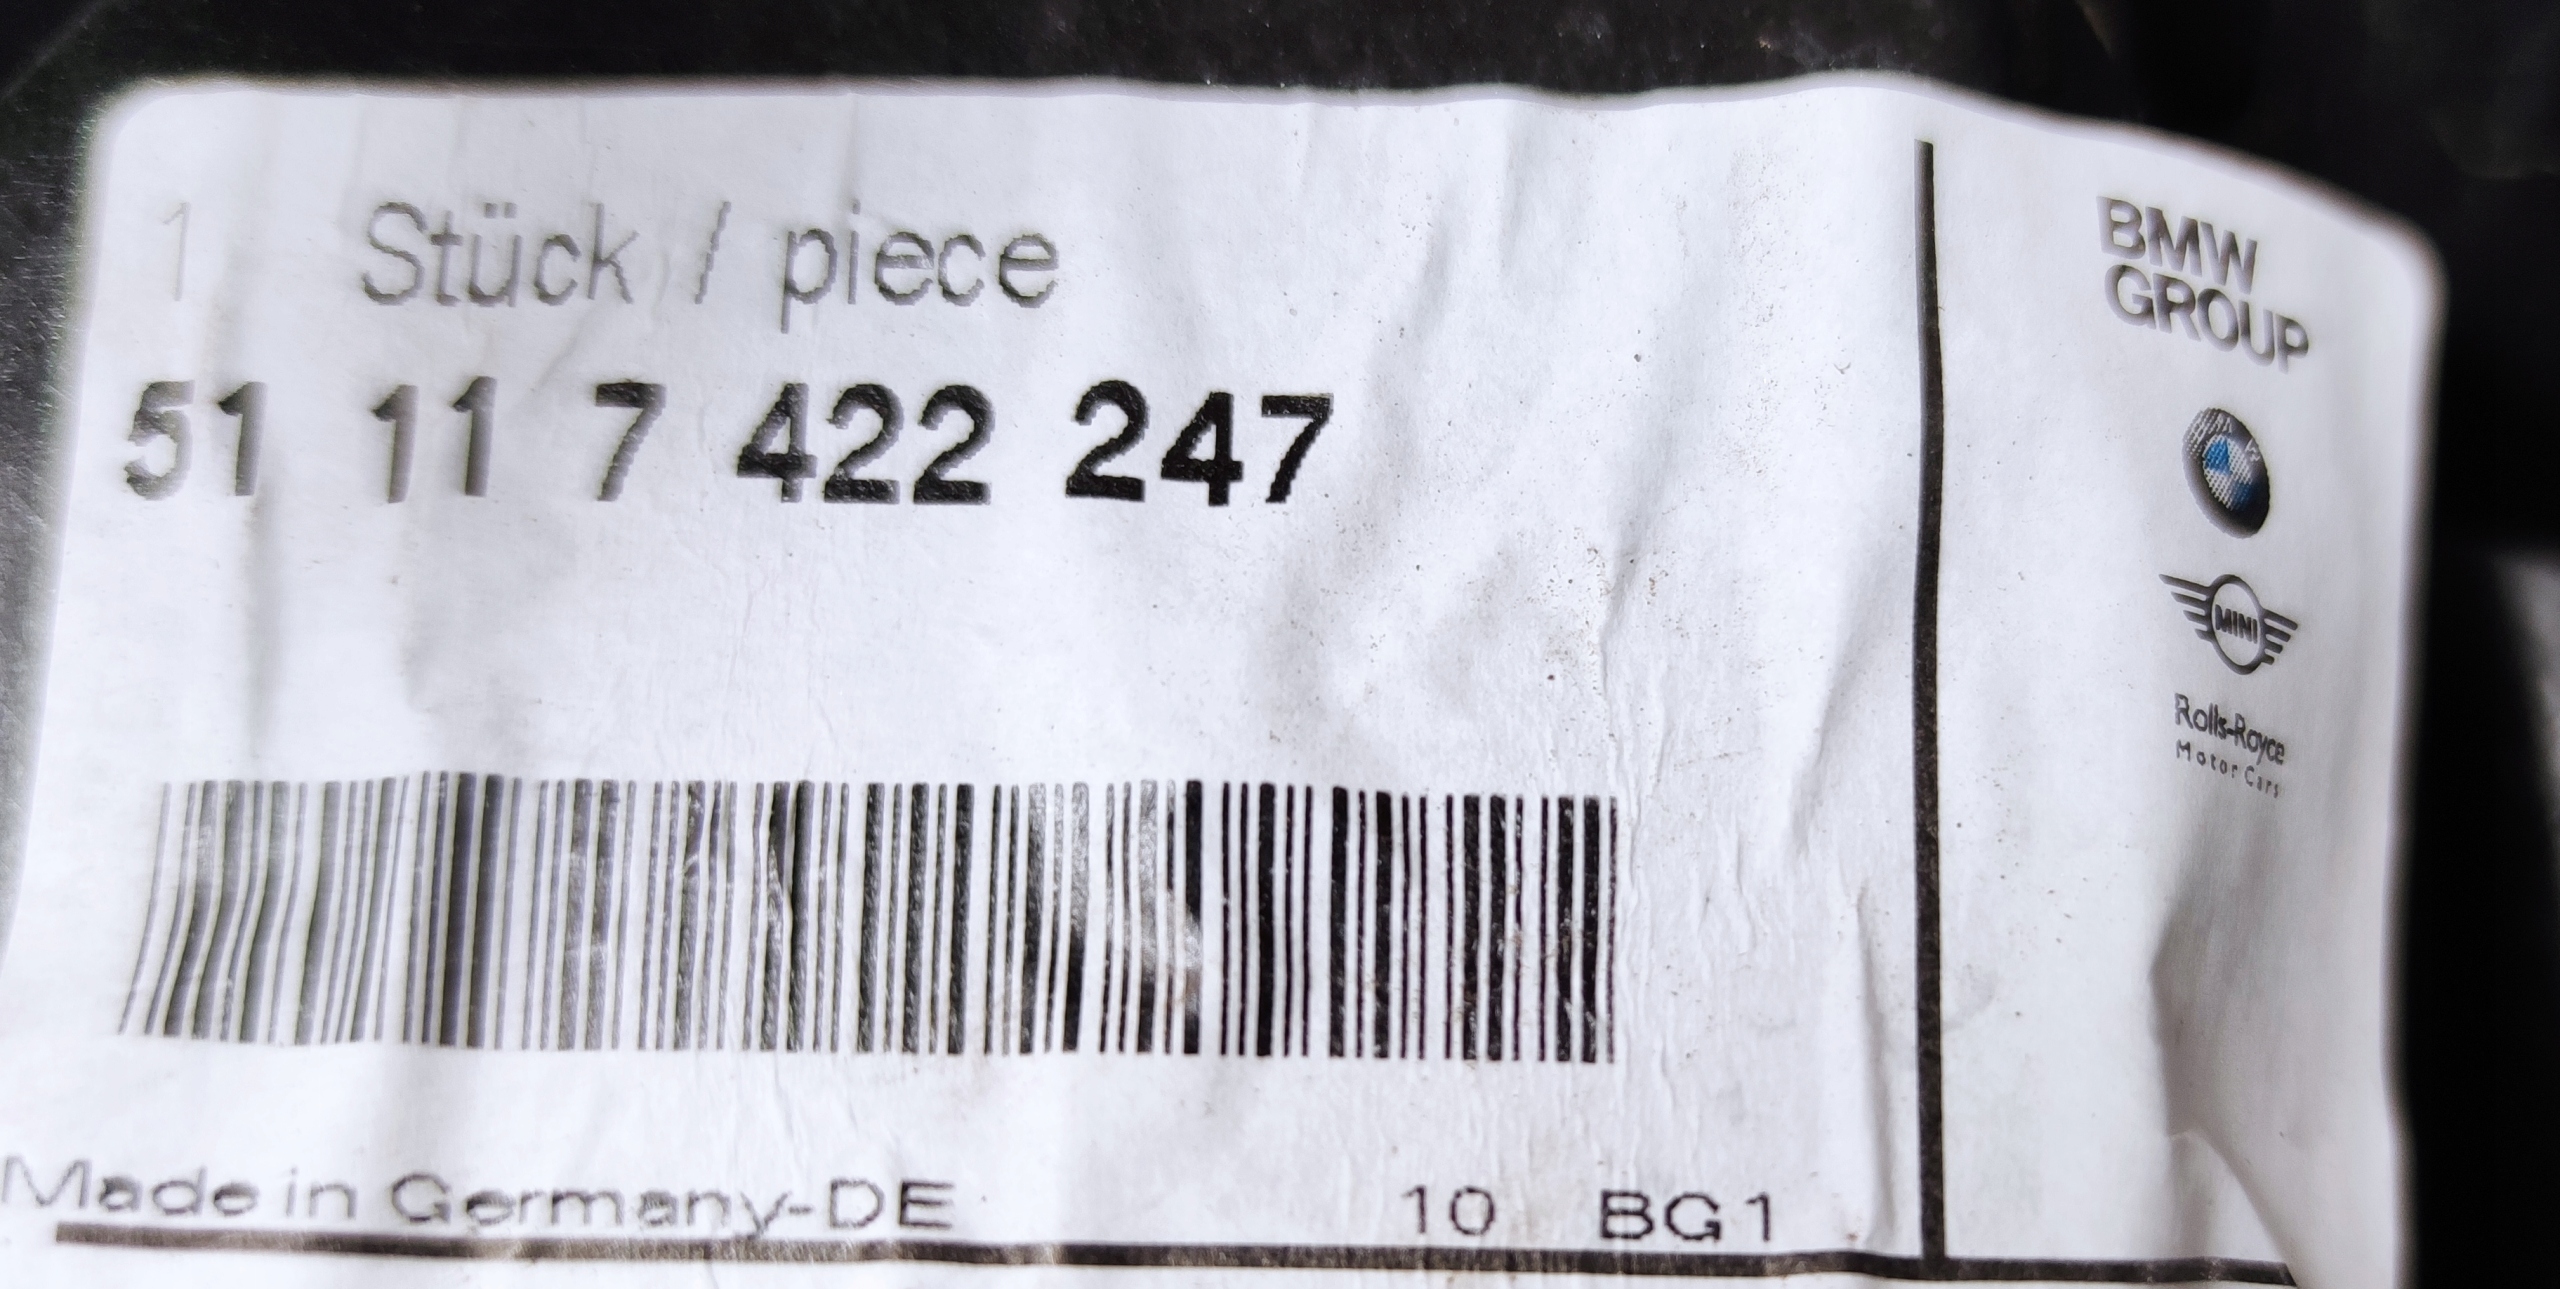 1 Stück / piece
51 11 7 422 247
Made in Germany-DE 10 BG1
BMW
GROUP
BMW
MINI
Rolls-Royce
Motor Cars